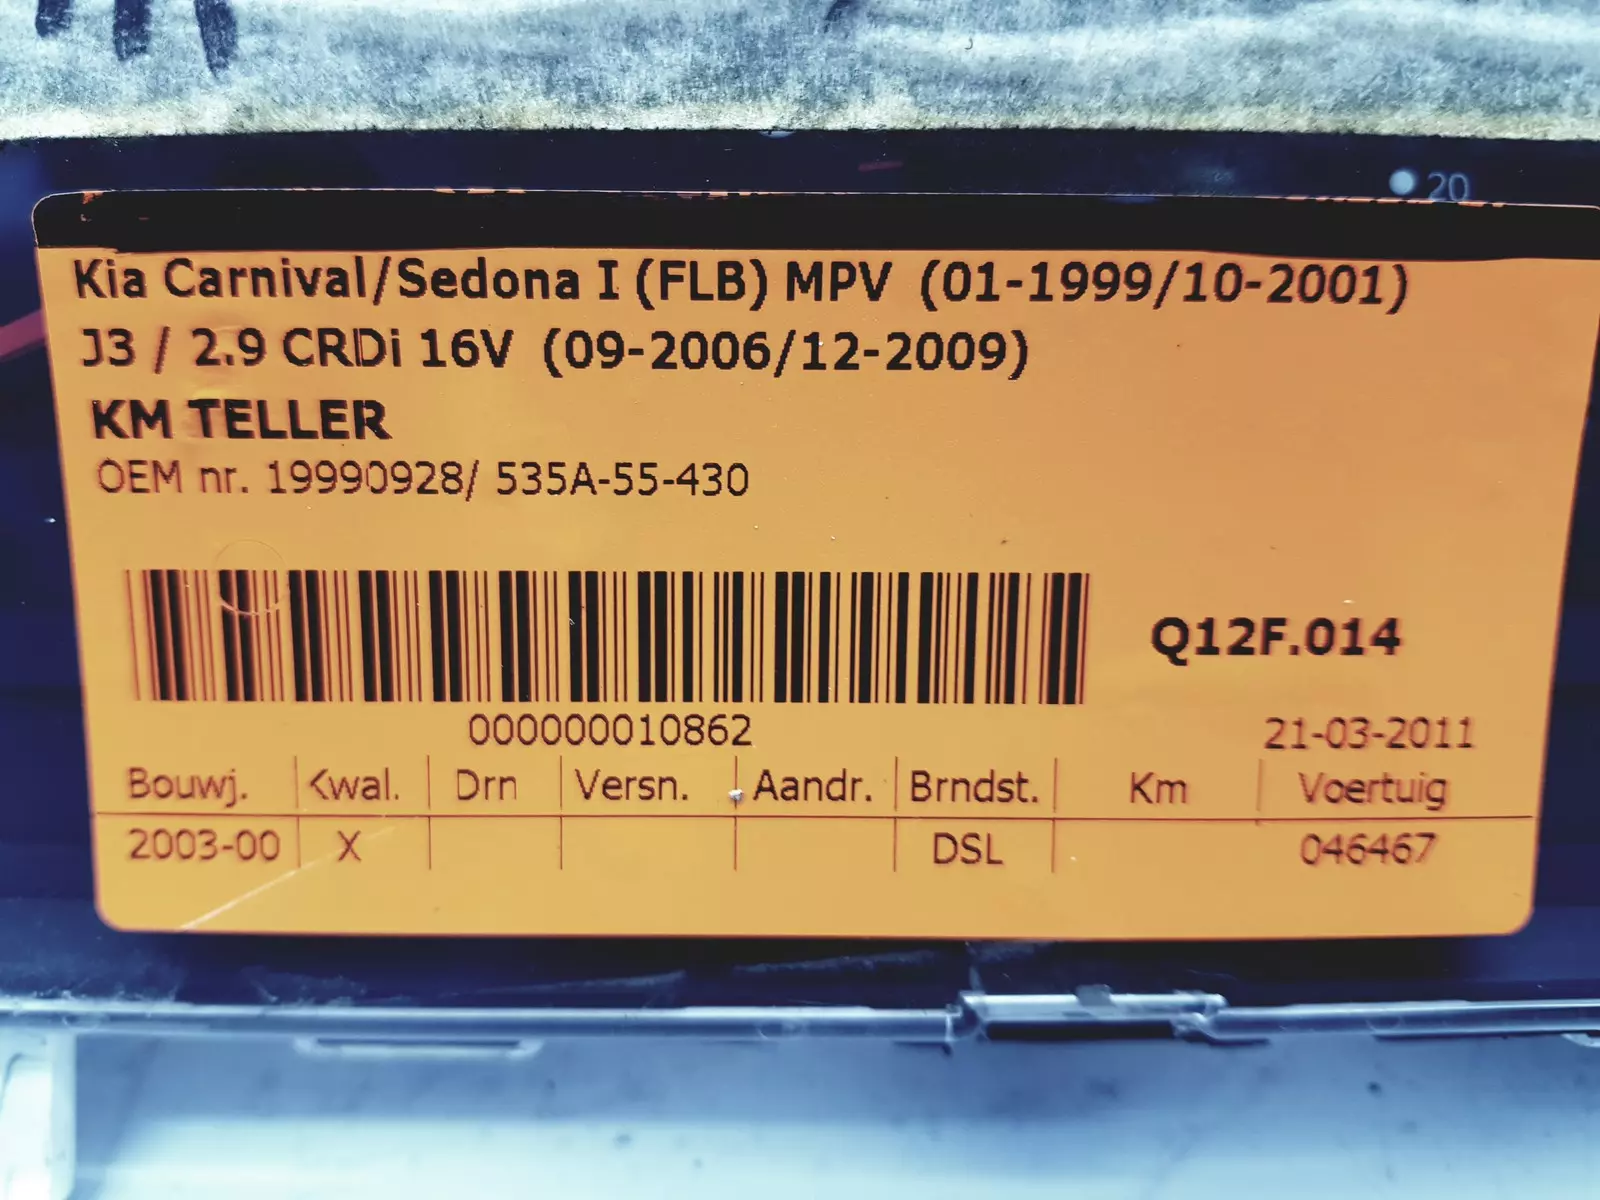 20
Kia Carnival/Sedona I (FLB) MPV (01-1999/10-2001)
J3 / 2.9 CRDi 16V (09-2006/12-2009)
KM TELLER
OEM nr. 19990928/ 535A-55-430
Q12F.014
000000010862
21-03-2011
Bouwj. Kwal. Drn Versn. Aandr. Brndst. Km Voertuig
2003-00 X DSL 046467